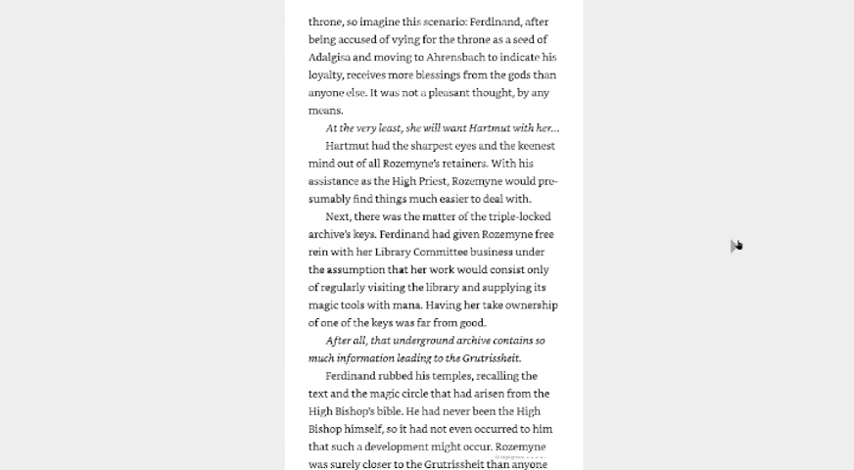 throne, so imagine this scenario: Ferdinand, after
being accused of vying for the throne as a seed of
Adalgisa and moving to Ahrensbach to indicate his
loyalty, receives more blessings from the gods than
anyone else. It was not a pleasant thought, by any
means.
At the very least, she will want Hartmut with her...
Hartmut had the sharpest eyes and the keenest
mind out of all Rozemyne's retainers. With his
assistance as the High Priest, Rozemyne would pre-
sumably find things much easier to deal with.
Next, there was the matter of the triple-locked
archive's keys. Ferdinand had given Rozemyne free
rein with her Library Committee business under
the assumption that her work would consist only
of regularly visiting the library and supplying its
magic tools with mana. Having her take ownership
of one of the keys was far from good.
After all, that underground archive contains so
much information leading to the Grutrissheit.
Ferdinand rubbed his temples, recalling the
text and the magic circle that had arisen from the
High Bishop's bible. He had never been the High
Bishop himself, so it had not even occurred to him
that such a development might occur. Rozemyne
was surely closer to the Grutrissheit than anyone